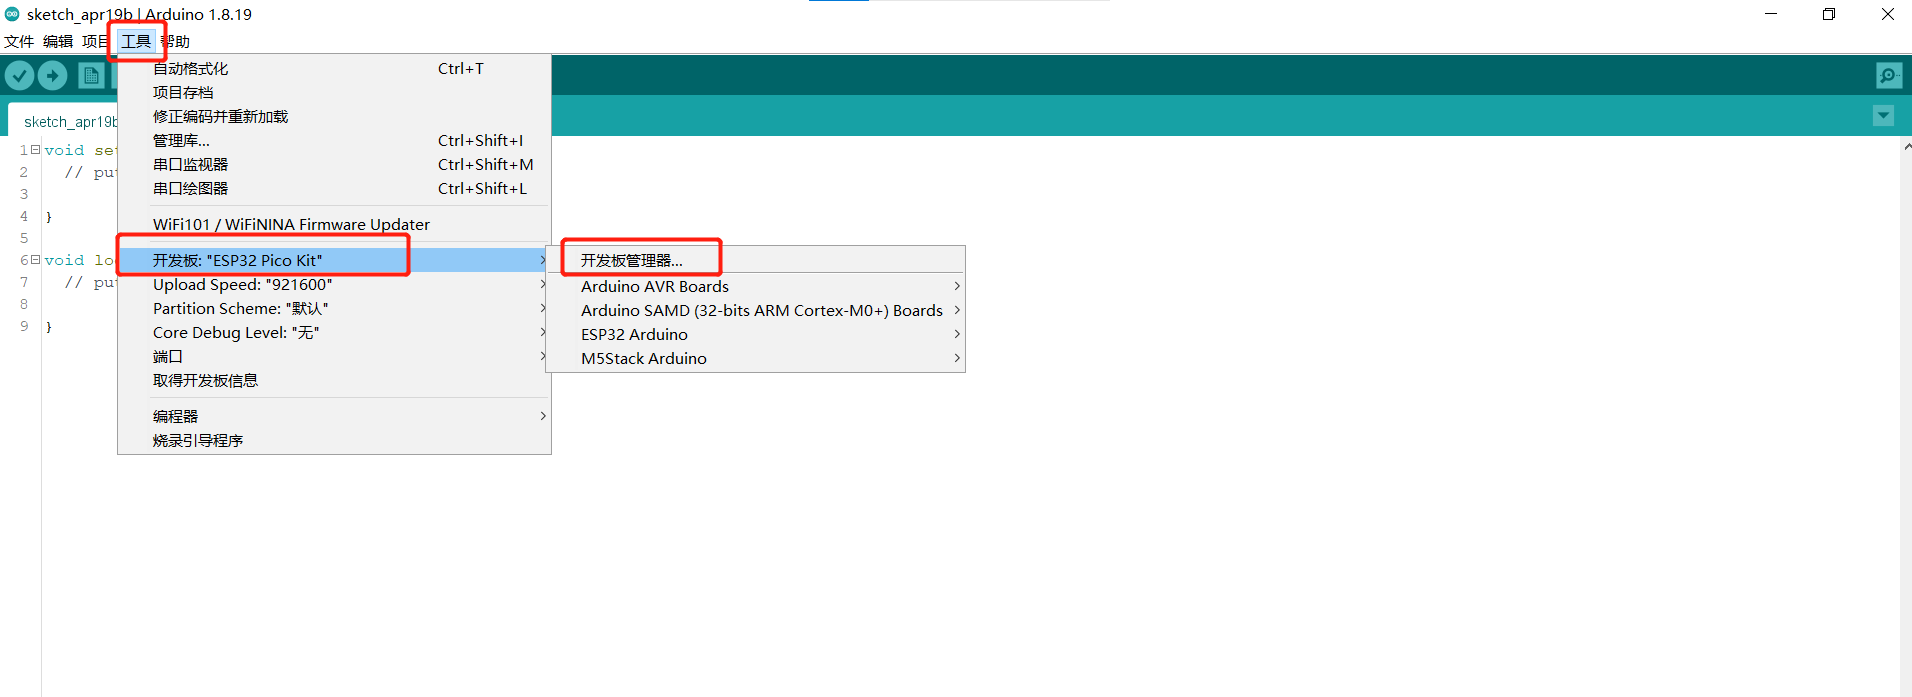 sketch_apr19b | Arduino 1.8.19
文件 编辑 项目 工具 帮助
自动格式化 Ctrl+T
项目存档
修正编码并重新加载
管理库... Ctrl+Shift+I
串口监视器 Ctrl+Shift+M
串口绘图器 Ctrl+Shift+L
WiFi101 / WiFiNINA Firmware Updater
开发板: "ESP32 Pico Kit"
Upload Speed: "921600"
Partition Scheme: "默认"
Core Debug Level: "无"
端口
取得开发板信息
编程器
烧录引导程序
开发板管理器...
Arduino AVR Boards
Arduino SAMD (32-bits ARM Cortex-M0+) Boards
ESP32 Arduino
M5Stack Arduino
sketch_apr19b
1 void set
2 // put
3
4 }
5
6 void lo
7 // put
8
9 }